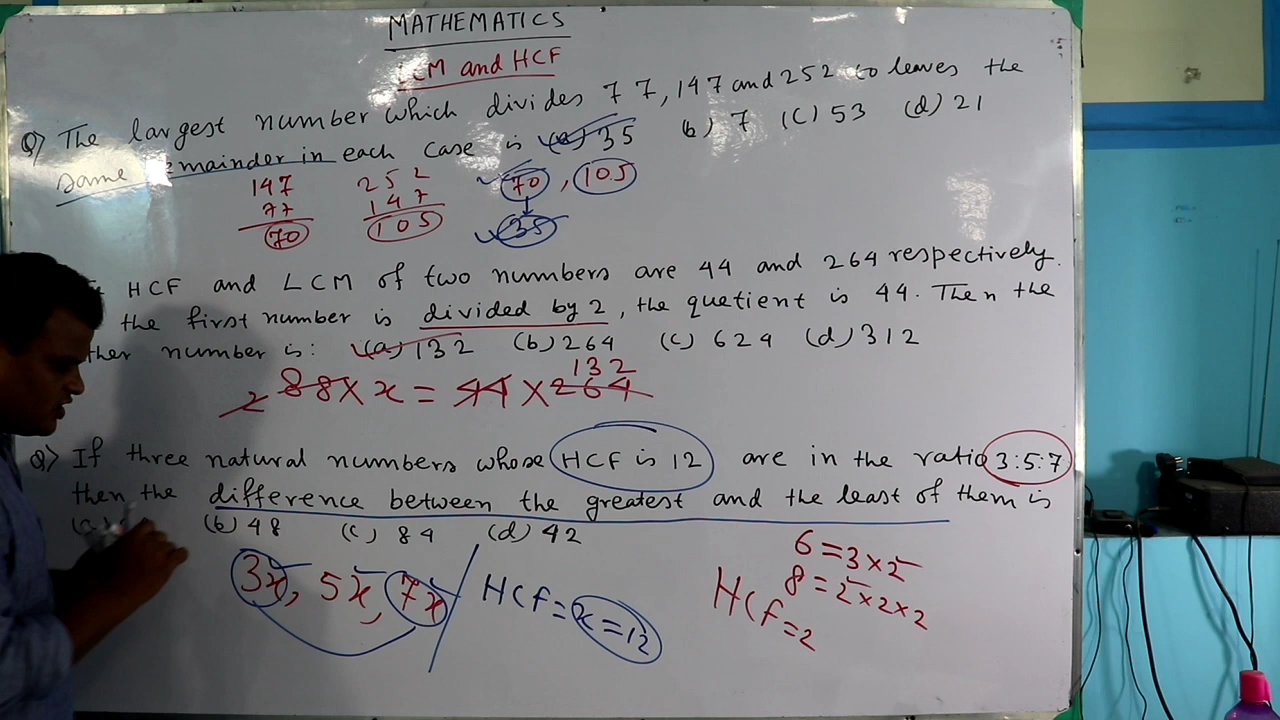 MATHEMATICS
LCM and HCF
Q) The largest number which divides 77, 147 and 252 to leaves the
same remainder in each case is (a) 35 (b) 7 (c) 53 (d) 21
147 252 70, 105
77 147
70 105 35
HCF and LCM of two numbers are 44 and 264 respectively.
the first number is divided by 2, the quetient is 44. Then the
number is: (a) 132 (b) 264 (c) 624 (d) 312
132
2 88 × x = 44 × 264
Q) If three natural numbers whose HCF is 12 are in the ratio 3:5:7
then the difference between the greatest and the least of them is
(b) 48 (c) 84 (d) 42
3x, 5x, 7x / Hcf = x = 12
6 = 3 × 2
8 = 2 × 2 × 2
Hcf = 2